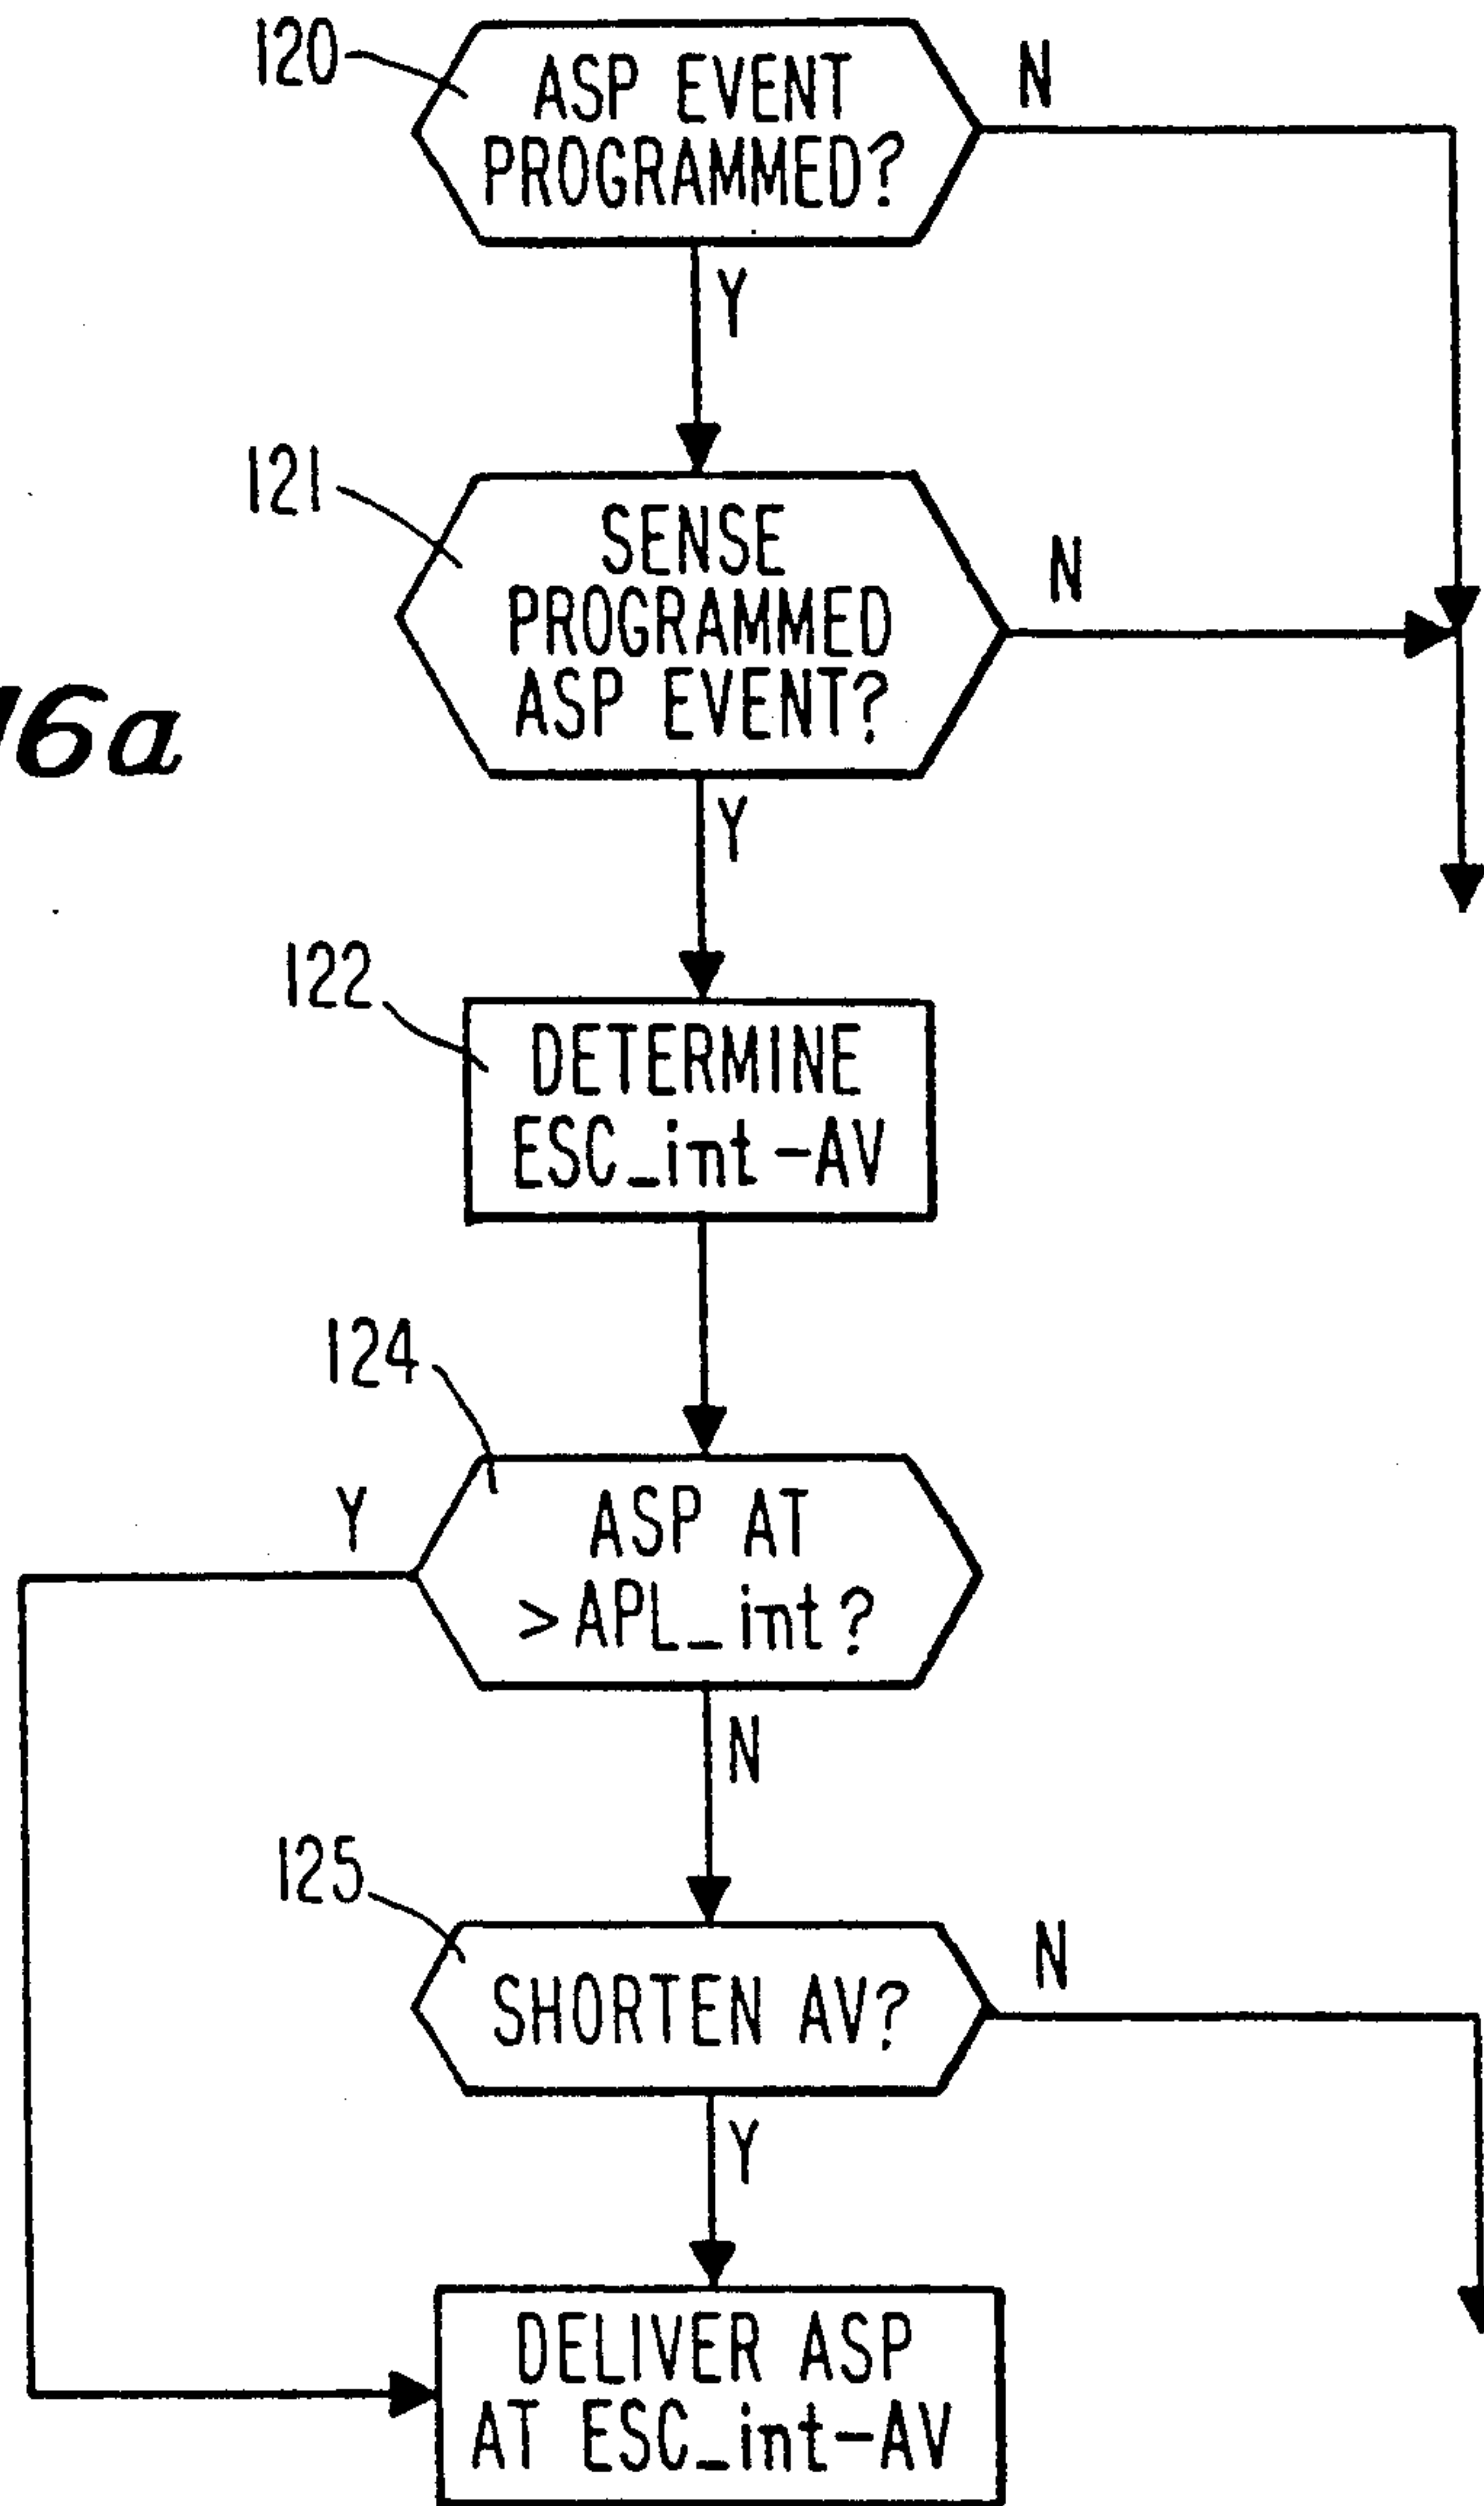 120
ASP EVENT
PROGRAMMED?
N
Y
121
SENSE
PROGRAMMED
ASP EVENT?
N
16a
Y
122
DETERMINE
ESC_int-AV
124
Y
ASP AT
>APL_int?
N
125
SHORTEN AV?
N
Y
DELIVER ASP
AT ESC_int-AV